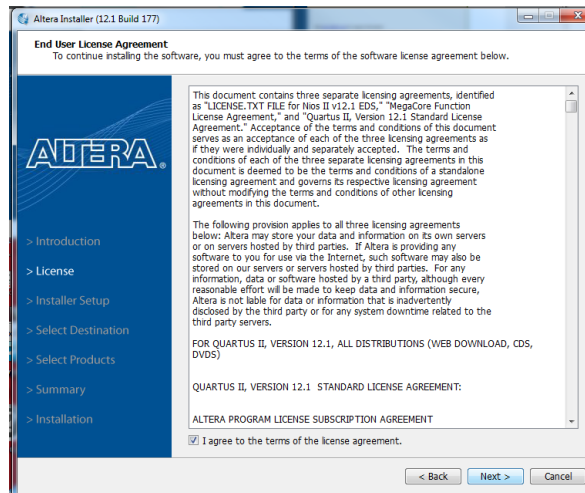 Altera Installer (12.1 Build 177)
End User License Agreement
To continue installing the software, you must agree to the terms of the software license agreement below.
ALTERA®
> Introduction
> License
> Installer Setup
> Select Destination
> Select Products
> Summary
> Installation
This document contains three separate licensing agreements, identified
as "LICENSE.TXT FILE for Nios II v12.1 EDS," "MegaCore Function
License Agreement," and "Quartus II, Version 12.1 Standard License
Agreement." Acceptance of the terms and conditions of this document
serves as an acceptance of each of the three licensing agreements as
if they were individually and separately accepted. The terms and
conditions of each of the three separate licensing agreements in this
document is deemed to be the terms and conditions of a standalone
licensing agreement and governs its respective licensing agreement
without modifying the terms and conditions of other licensing
agreements in this document.
The following provision applies to all three licensing agreements
below: Altera may store your data and information on its own servers
or on servers hosted by third parties. If Altera is providing any
software to you for use via the Internet, such software may also be
stored on our servers or servers hosted by third parties. For any
information, data or software hosted by a third party, although every
reasonable effort will be made to keep data and information secure,
Altera is not liable for data or information that is inadvertently
disclosed by the third party or for any system downtime related to the
third party servers.
FOR QUARTUS II, VERSION 12.1, ALL DISTRIBUTIONS (WEB DOWNLOAD, CDS,
DVDS)
QUARTUS II, VERSION 12.1 STANDARD LICENSE AGREEMENT:
ALTERA PROGRAM LICENSE SUBSCRIPTION AGREEMENT
I agree to the terms of the license agreement.
< Back
Next >
Cancel